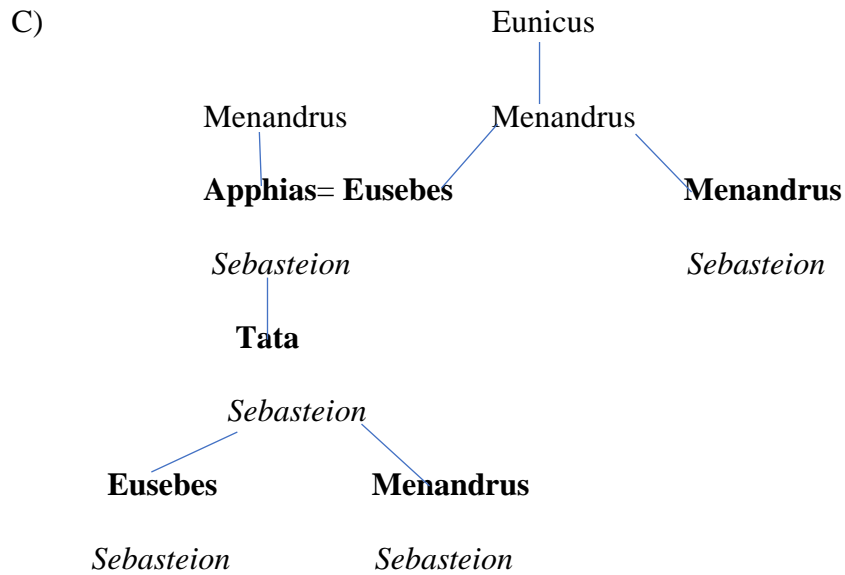 C) Eunicus
Menandrus Menandrus
Apphias= Eusebes Menandrus
Sebasteion Sebasteion
Tata
Sebasteion
Eusebes Menandrus
Sebasteion Sebasteion